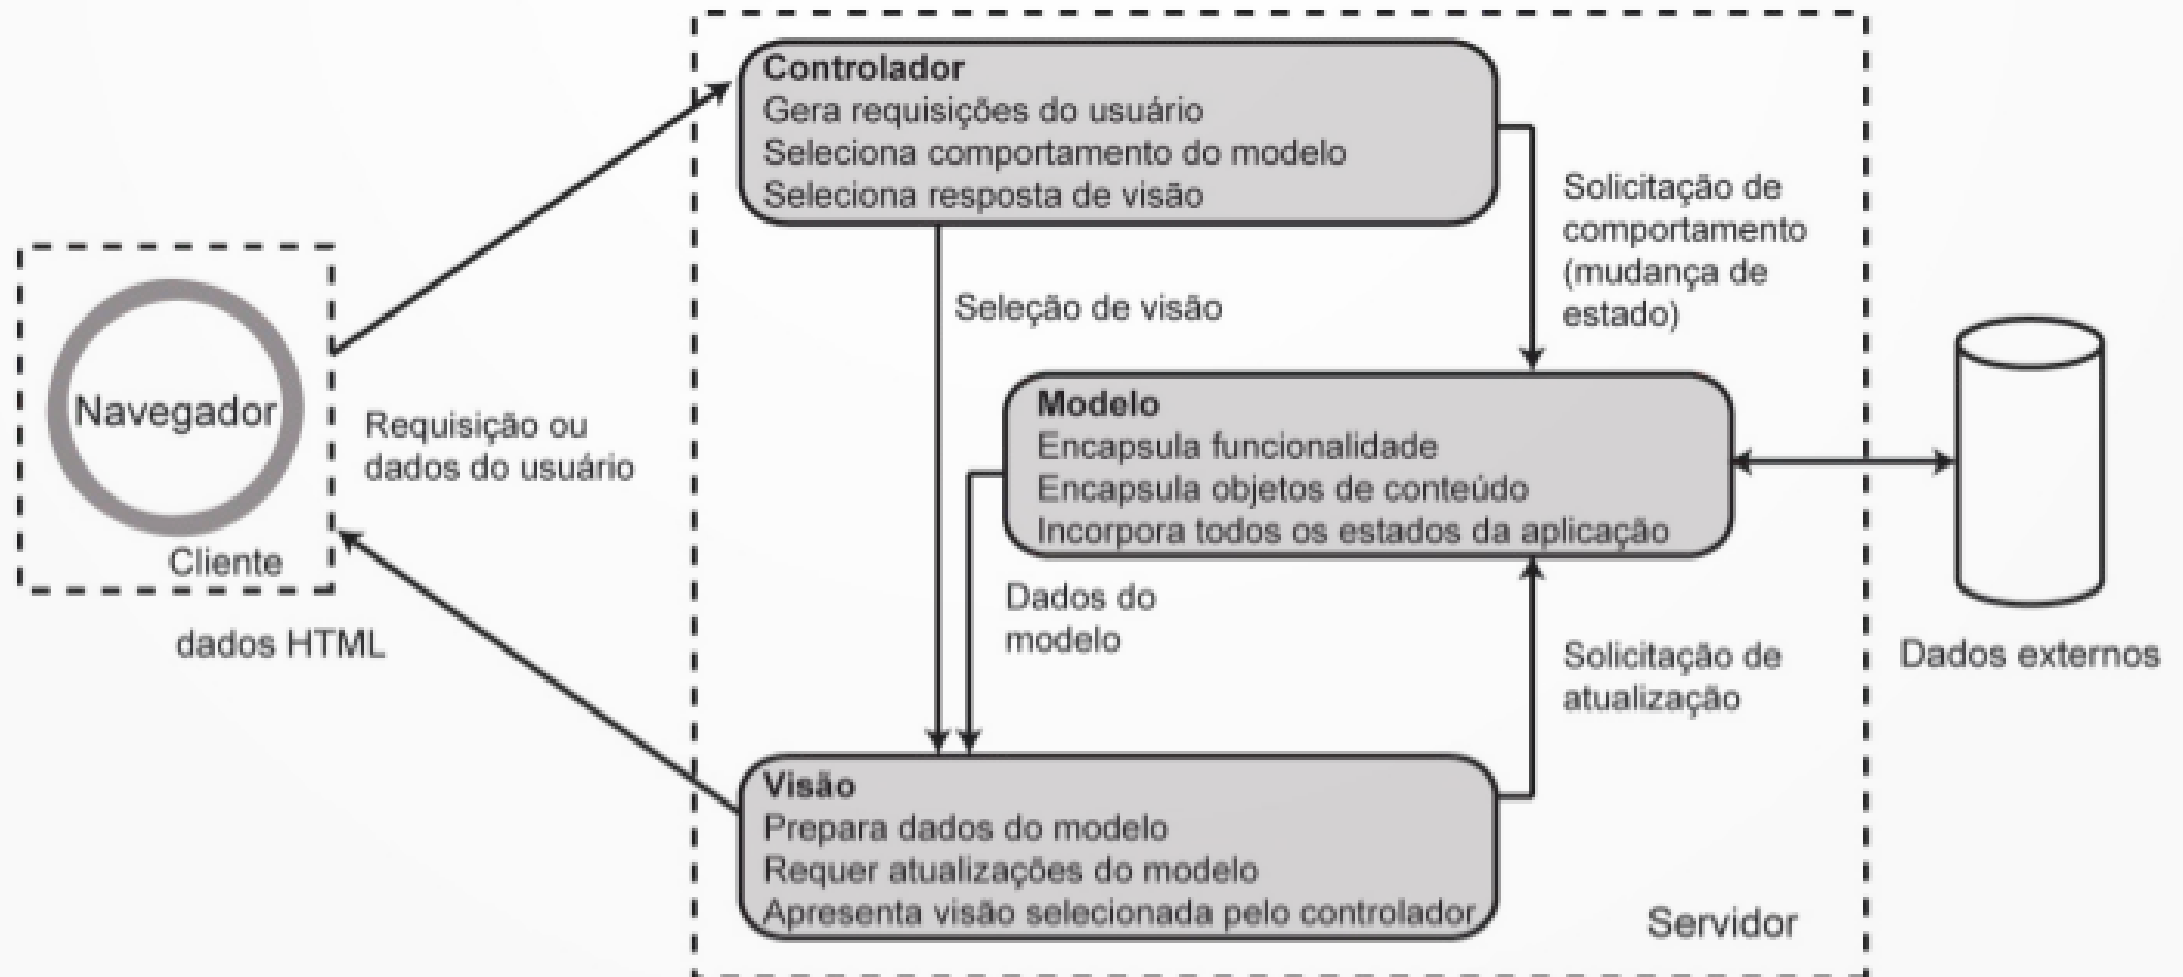 Controlador
Gera requisições do usuário
Seleciona comportamento do modelo
Seleciona resposta de visão
Solicitação de
comportamento
(mudança de
estado)
Seleção de visão
Navegador
Cliente
Requisição ou
dados do usuário
dados HTML
Modelo
Encapsula funcionalidade
Encapsula objetos de conteúdo
Incorpora todos os estados da aplicação
Dados do
modelo
Solicitação de
atualização
Dados externos
Visão
Prepara dados do modelo
Requer atualizações do modelo
Apresenta visão selecionada pelo controlador
Servidor